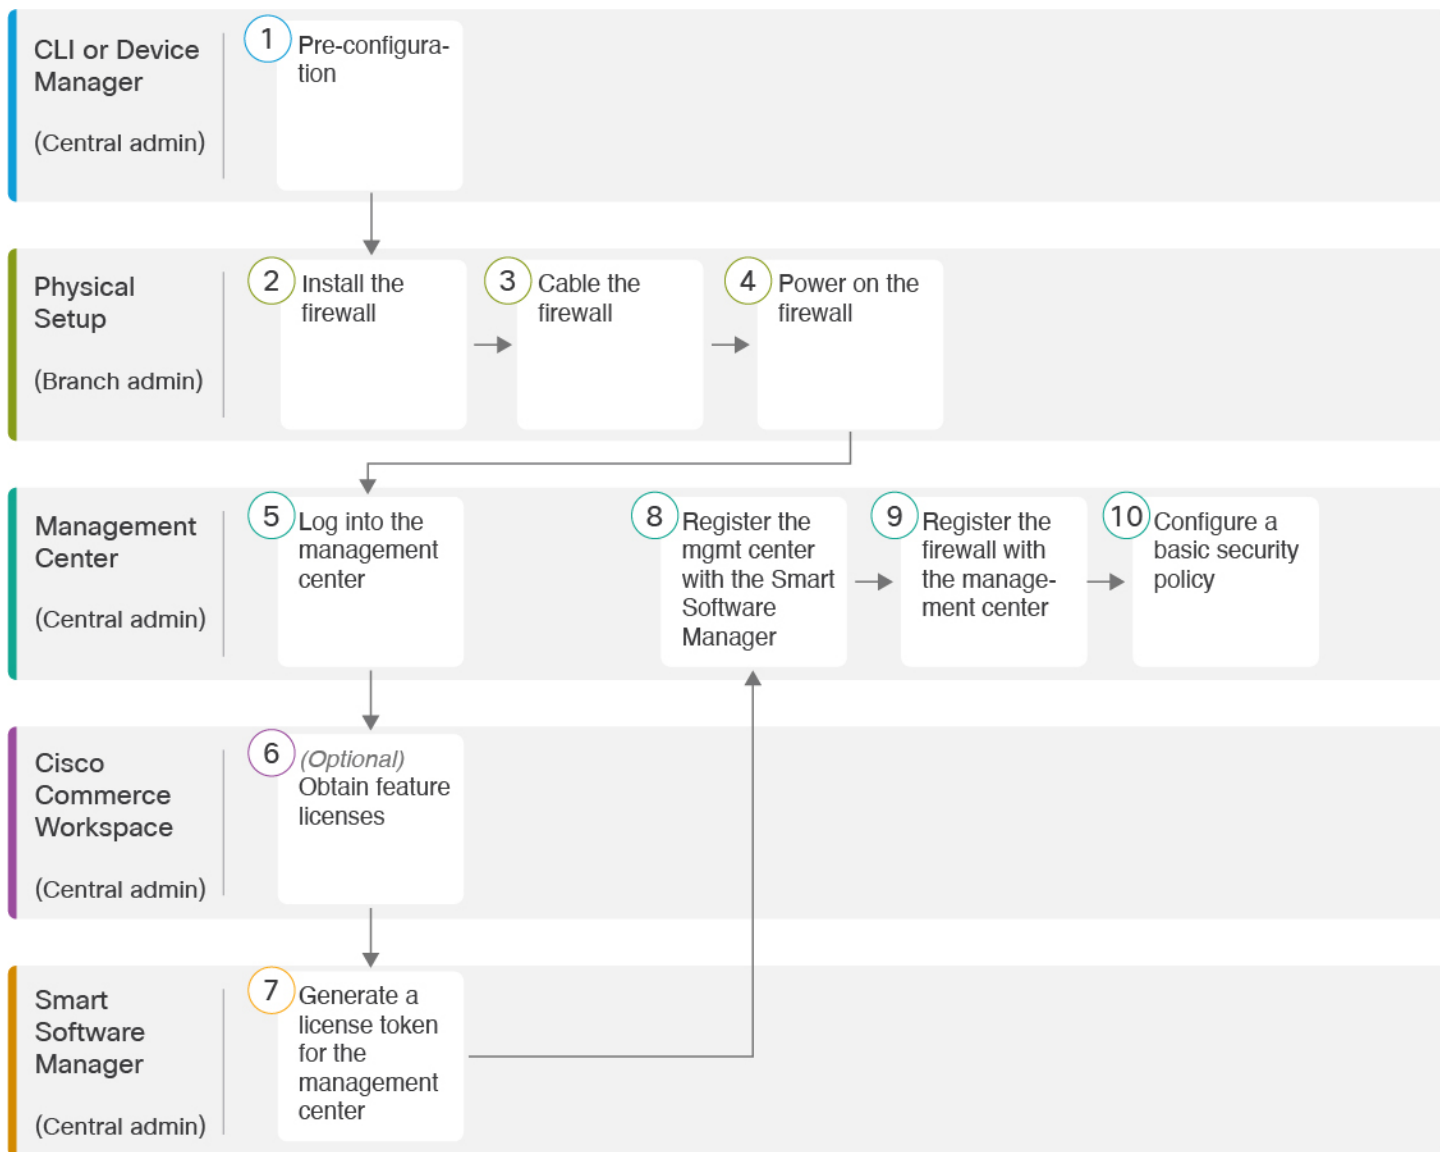 CLI or Device
Manager
(Central admin)
1
Pre-configura-
tion
Physical
Setup
(Branch admin)
2
Install the
firewall
3
Cable the
firewall
4
Power on the
firewall
Management
Center
(Central admin)
5
Log into the
management
center
8
Register the
mgmt center
with the Smart
Software
Manager
9
Register the
firewall with
the manage-
ment center
10
Configure a
basic security
policy
Cisco
Commerce
Workspace
(Central admin)
6
(Optional)
Obtain feature
licenses
Smart
Software
Manager
(Central admin)
7
Generate a
license token
for the
management
center